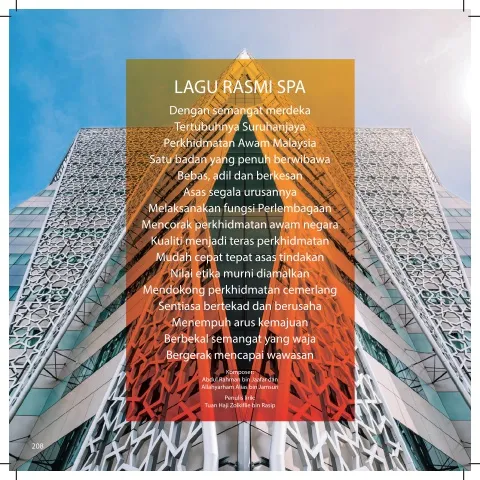 LAGU RASMI SPA
Dengan semangat merdeka
Tertubuhnya Suruhanjaya
Perkhidmatan Awam Malaysia
Satu badan yang penuh berwibawa
Bebas, adil dan berkesan
Asas segala urusannya
Melaksanakan fungsi Perlembagaan
Mencorak perkhidmatan awam negara
Kualiti menjadi teras perkhidmatan
Mudah cepat tepat asas tindakan
Nilai etika murni diamalkan
Mendokong perkhidmatan cemerlang
Sentiasa bertekad dan berusaha
Menempuh arus kemajuan
Berbekal semangat yang waja
Bergerak mencapai wawasan
Komposer:
Abdul Rahman bin Jaafandan
Allahyarham Alias bin Jamsun
Penulis lirik:
Tuan Haji Zolkiflie bin Rasip
208